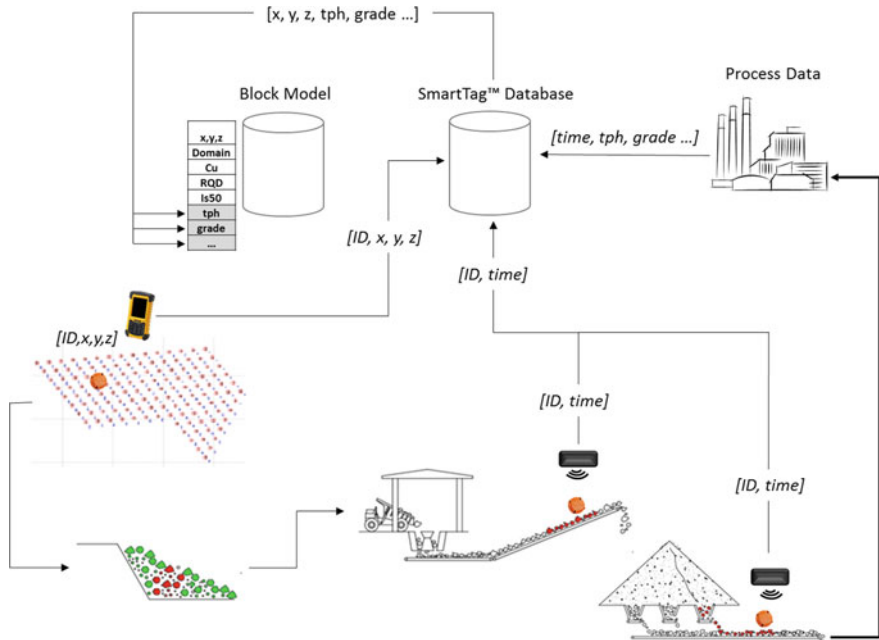 [x, y, z, tph, grade ...]
Block Model
SmartTag™ Database
Process Data
x,y,z
Domain
Cu
RQD
Is50
tph
grade
...
[time, tph, grade ...]
[ID, x, y, z]
[ID, time]
[ID,x,y,z]
[ID, time]
[ID, time]